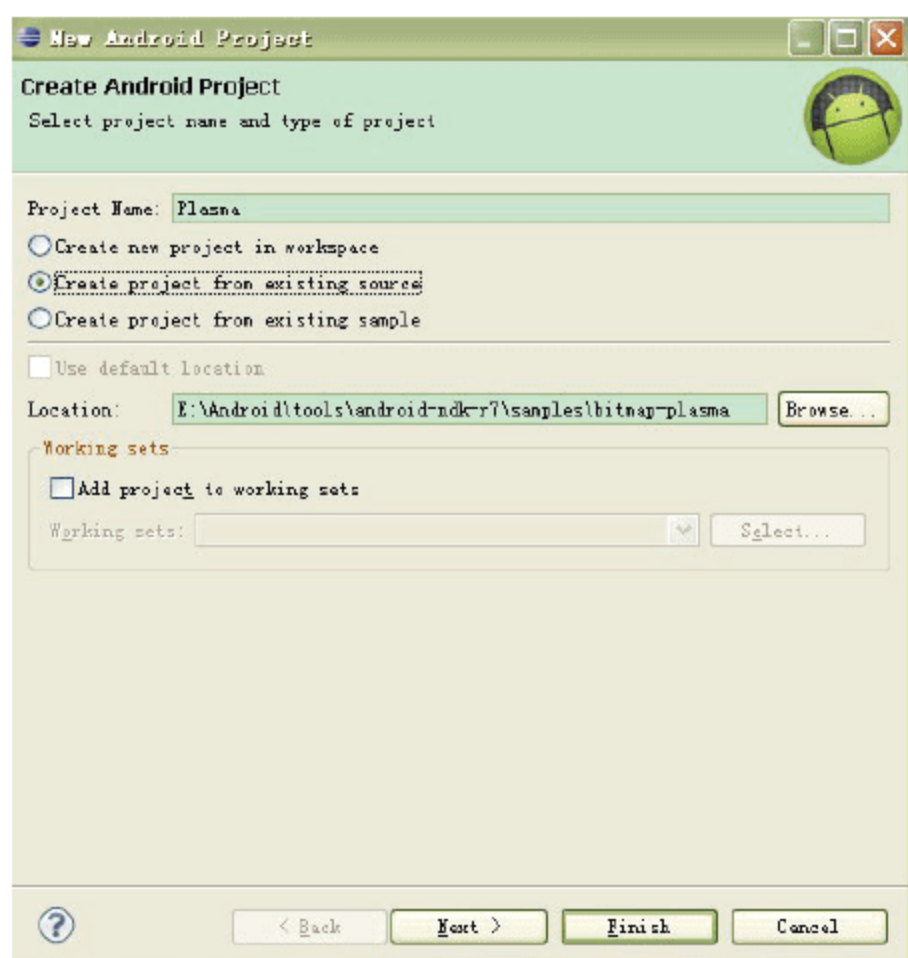 New Android Project
Create Android Project
Select project name and type of project
Project Name: Plasma
Create new project in workspace
Create project from existing source
Create project from existing sample
Use default location
Location: E:\Android\tools\android-ndk-r7\samples\bitmap-plasma Browse...
Working sets
Add project to working sets
Working sets: Select...
? < Back Next > Finish Cancel